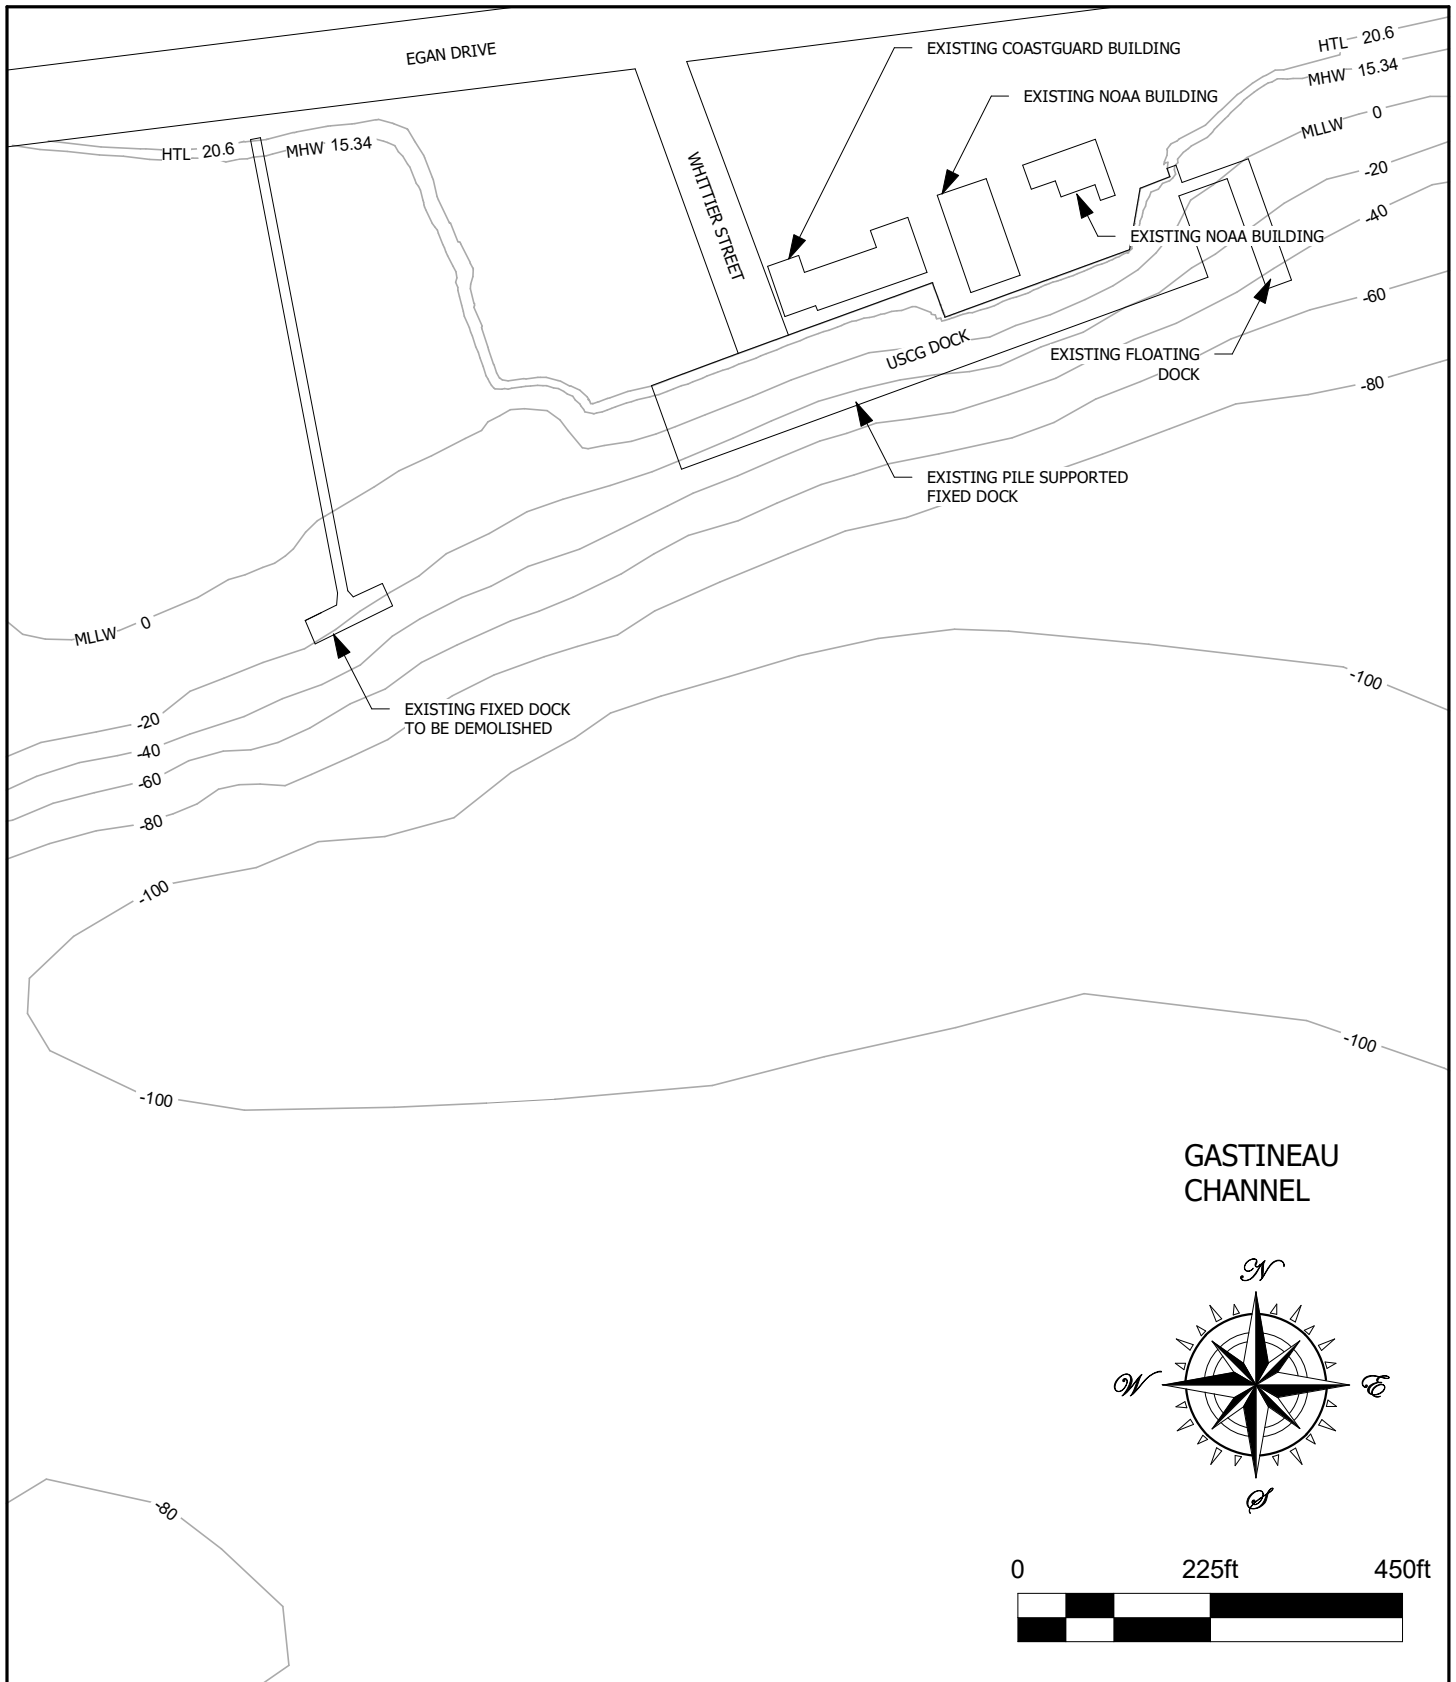 EGAN DRIVE
EXISTING COASTGUARD BUILDING
HTL 20.6
MHW 15.34
EXISTING NOAA BUILDING
MLLW 0
HTL 20.6
MHW 15.34
WHITTIER STREET
-20
-40
EXISTING NOAA BUILDING
-60
USCG DOCK
EXISTING FLOATING
DOCK
-80
EXISTING PILE SUPPORTED
FIXED DOCK
MLLW 0
-100
EXISTING FIXED DOCK
TO BE DEMOLISHED
-20
-40
-60
-80
-100
-100
-100
GASTINEAU
CHANNEL
N
W
E
S
-80
0 225ft 450ft